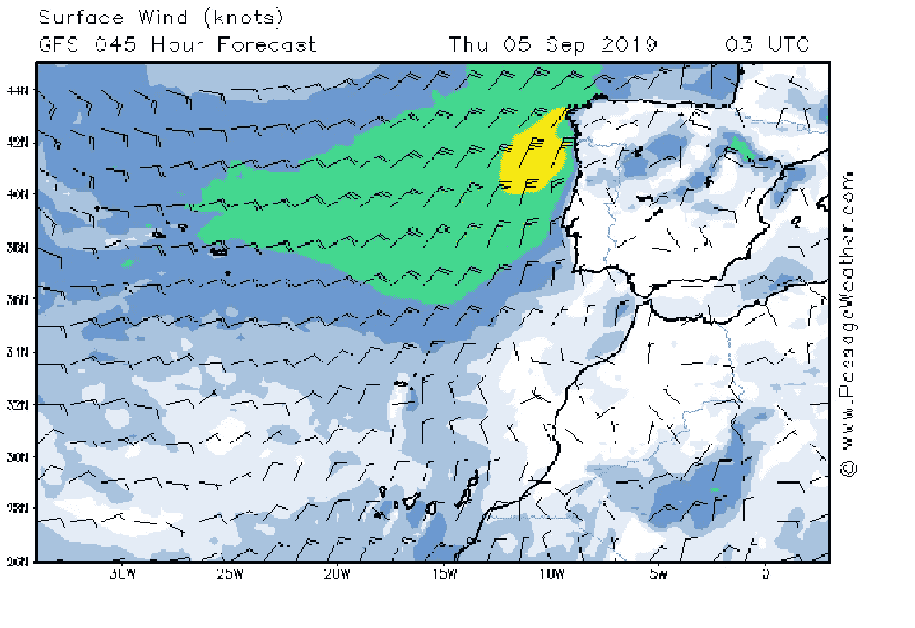 Surface Wind (knots)
GFS 045 Hour Forecast Thu 05 Sep 2019 03 UTC
44N
42N
40N
38N
36N
34N
32N
30N
28N
26N
30W 25W 20W 15W 10W 5W 0
© www.PassageWeather.com